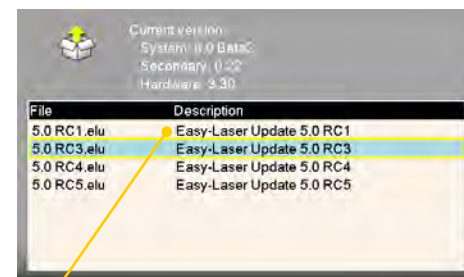 Current version:
System: 6.0 Beta2
Secondary: 0.22
Hardware: 3.30
File Description
5.0 RC1.elu Easy-Laser Update 5.0 RC1
5.0 RC3.elu Easy-Laser Update 5.0 RC3
5.0 RC4.elu Easy-Laser Update 5.0 RC4
5.0 RC5.elu Easy-Laser Update 5.0 RC5